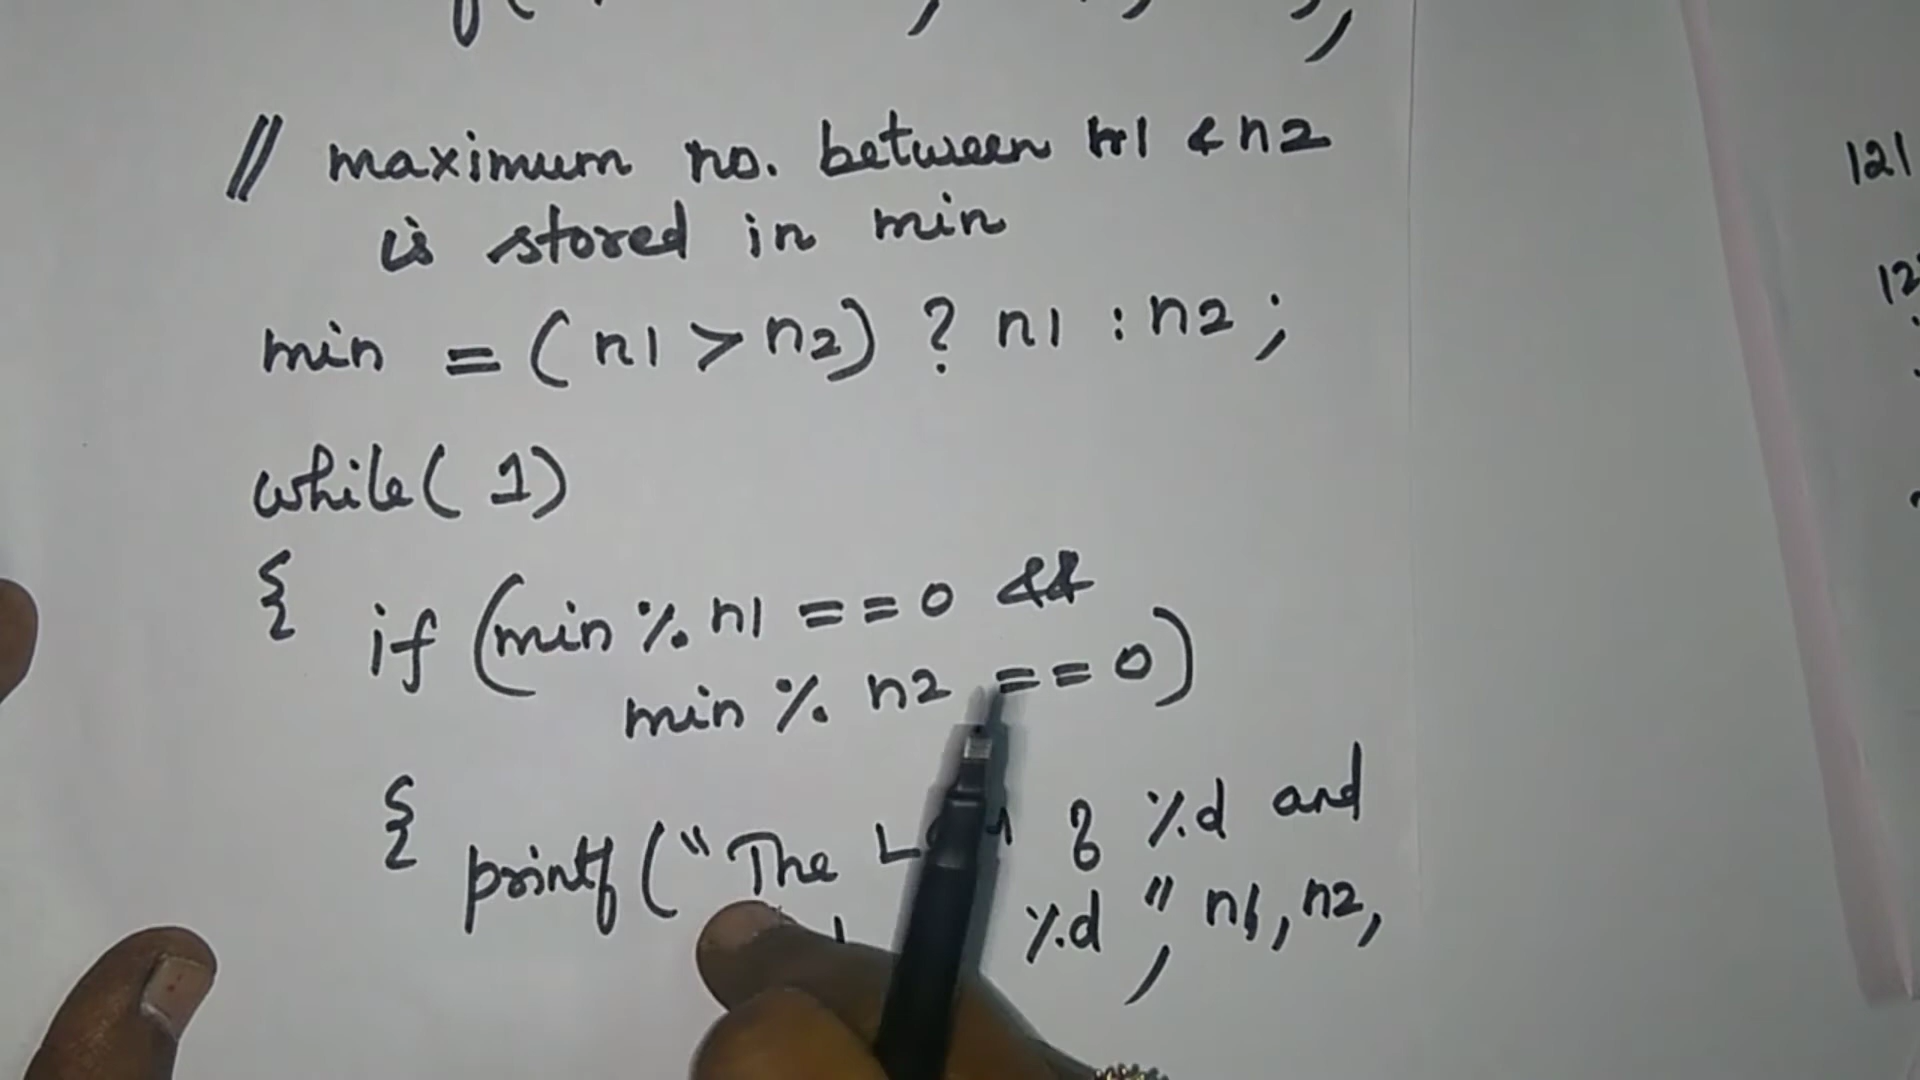 // maximum no. between n1 & n2
is stored in min
min = (n1 > n2) ? n1 : n2;
while(1)
{ if (min % n1 == 0 &&
min % n2 == 0)
{ printf("The of %d and
%d", n1, n2,
121